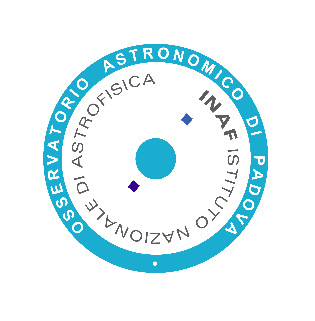 OSSERVATORIO ASTRONOMICO DI PADOVA
INAF ISTITUTO NAZIONALE DI ASTROFISICA